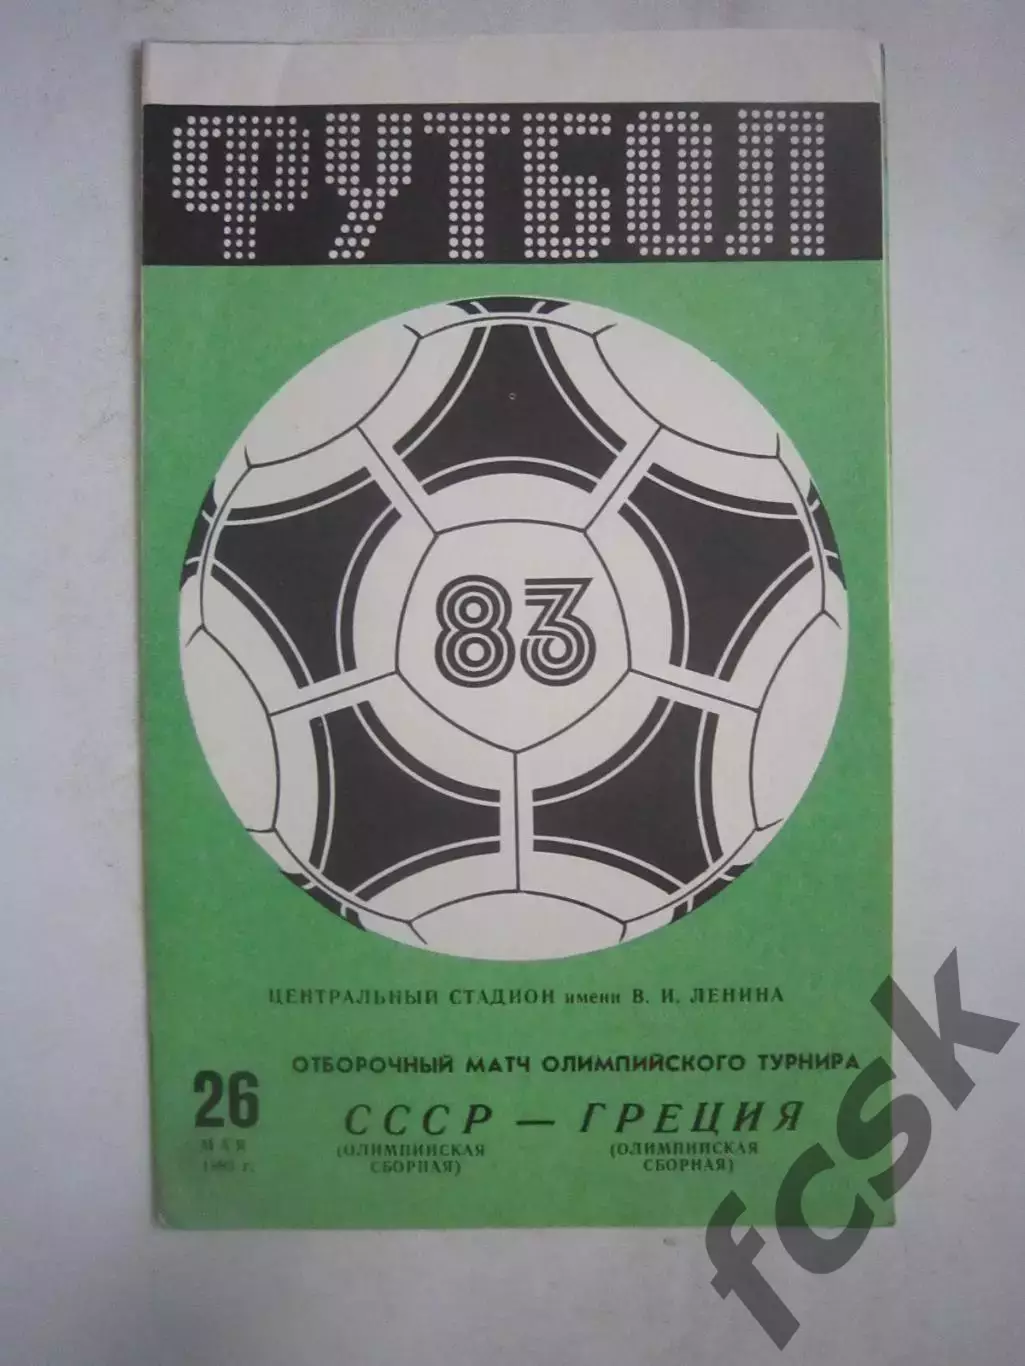 ФУТБОЛ
83
ЦЕНТРАЛЬНЫЙ СТАДИОН имени В. И. ЛЕНИНА
ОТБОРОЧНЫЙ МАТЧ ОЛИМПИЙСКОГО ТУРНИРА
26 СССР — ГРЕЦИЯ
МАЯ (ОЛИМПИЙСКАЯ (ОЛИМПИЙСКАЯ
1983 г. СБОРНАЯ) СБОРНАЯ)
fcsk